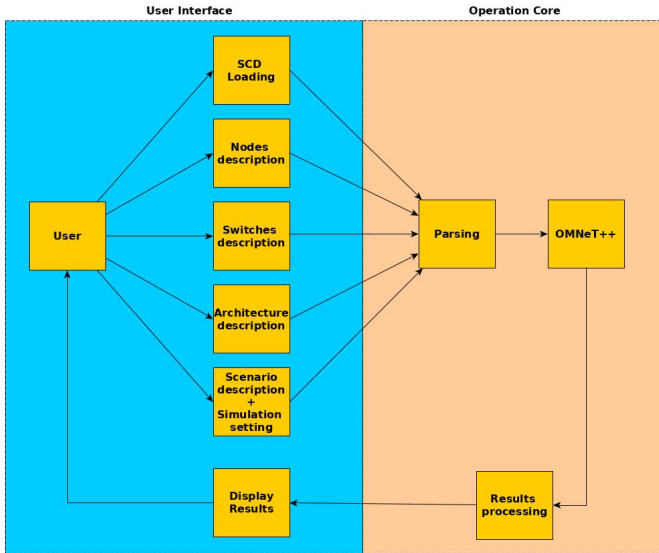 User Interface
Operation Core
SCD
Loading
Nodes
description
Switches
description
User
Parsing
OMNeT++
Architecture
description
Scenario
description
+
Simulation
setting
Display
Results
Results
processing